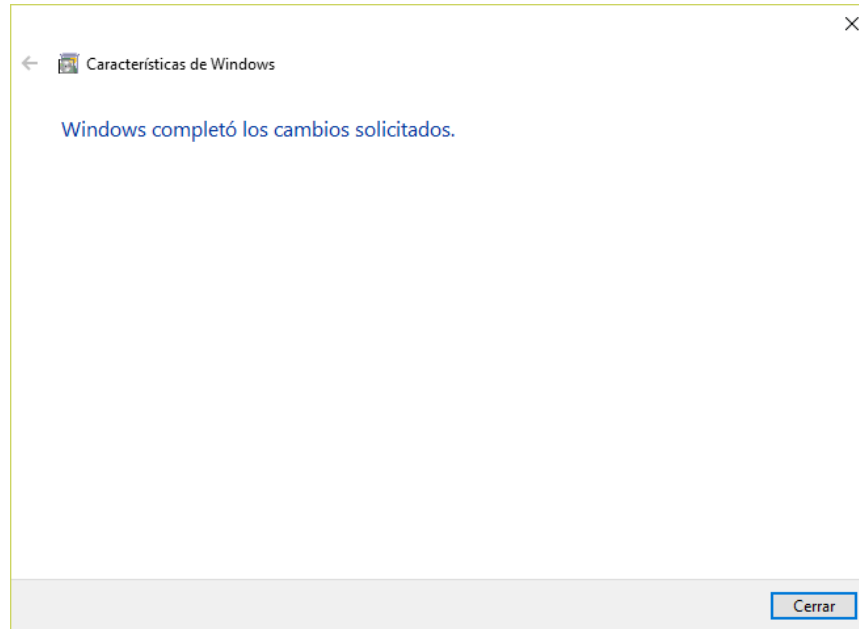 Características de Windows
Windows completó los cambios solicitados.
Cerrar